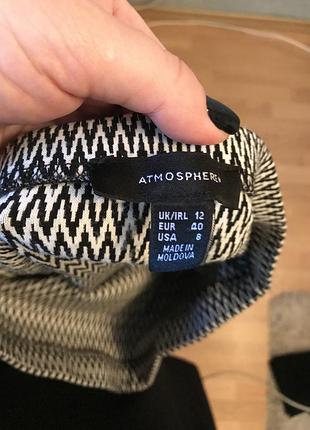 ATMOSPHERE
UK/IRL 12
EUR 40
USA 8
MADE IN
MOLDOVA